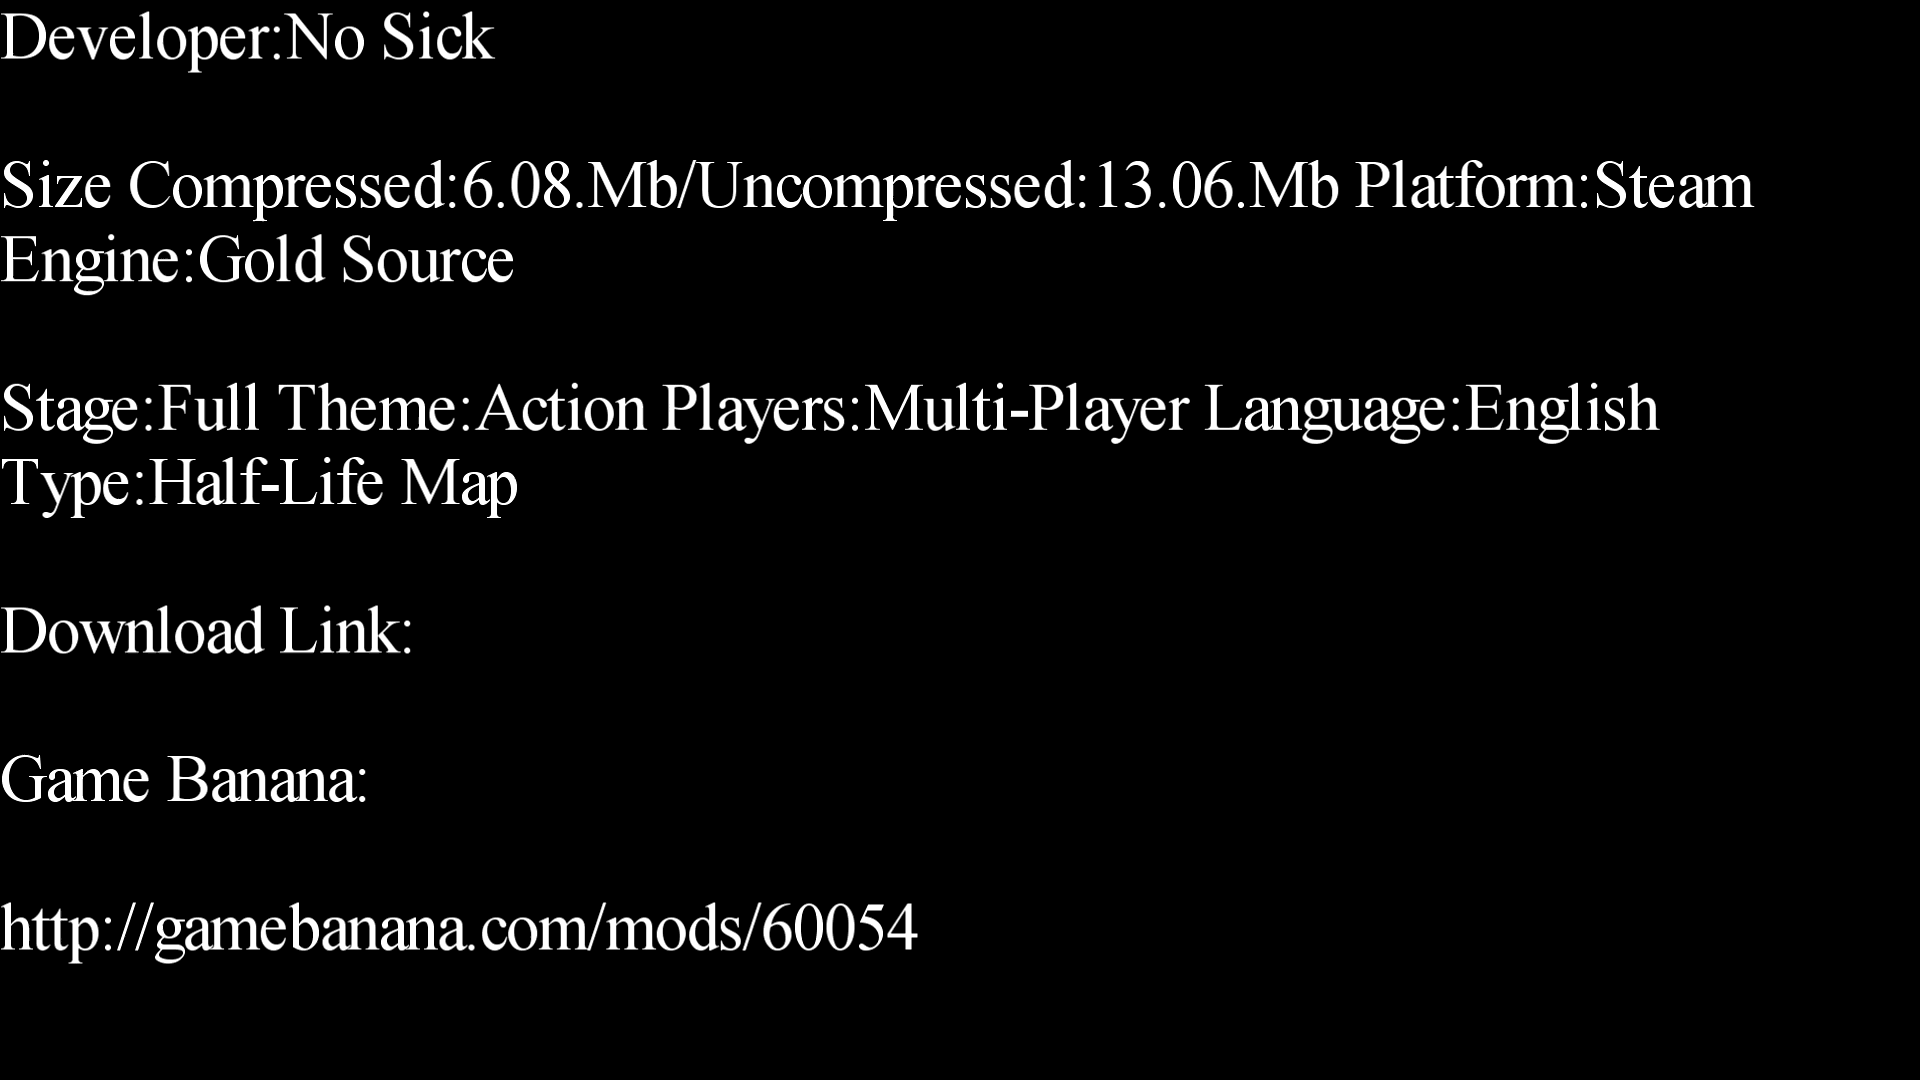 Developer:No Sick
Size Compressed:6.08.Mb/Uncompressed:13.06.Mb Platform:Steam
Engine:Gold Source
Stage:Full Theme:Action Players:Multi-Player Language:English
Type:Half-Life Map
Download Link:
Game Banana:
http://gamebanana.com/mods/60054